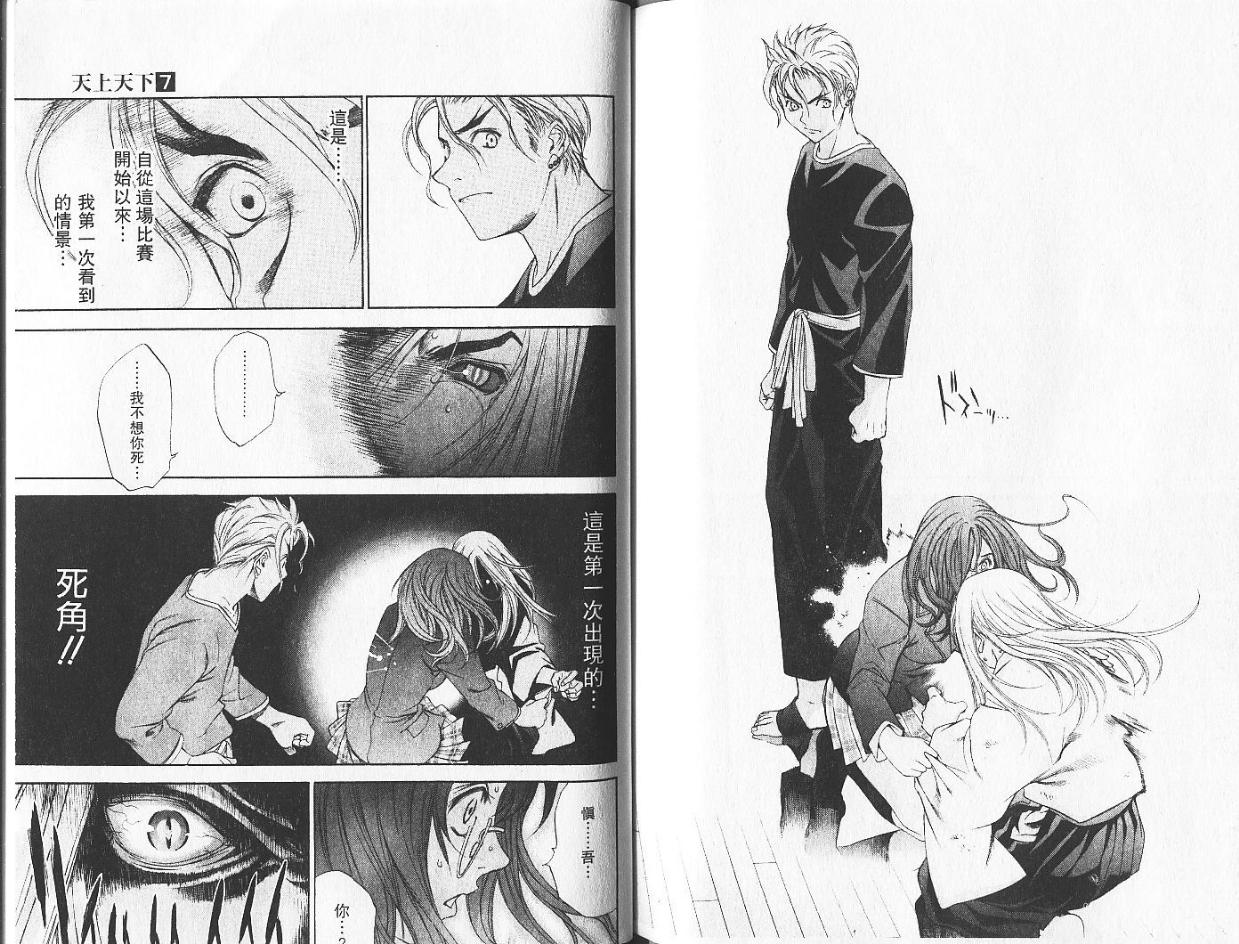 ドスンッ…
天上天下7
這是……
自從這場比賽
開始以來…
我第一次看到
的情景…
…………
……我不想你死…
這是第一次出現的…
死角!!
慎……吾…
你…?